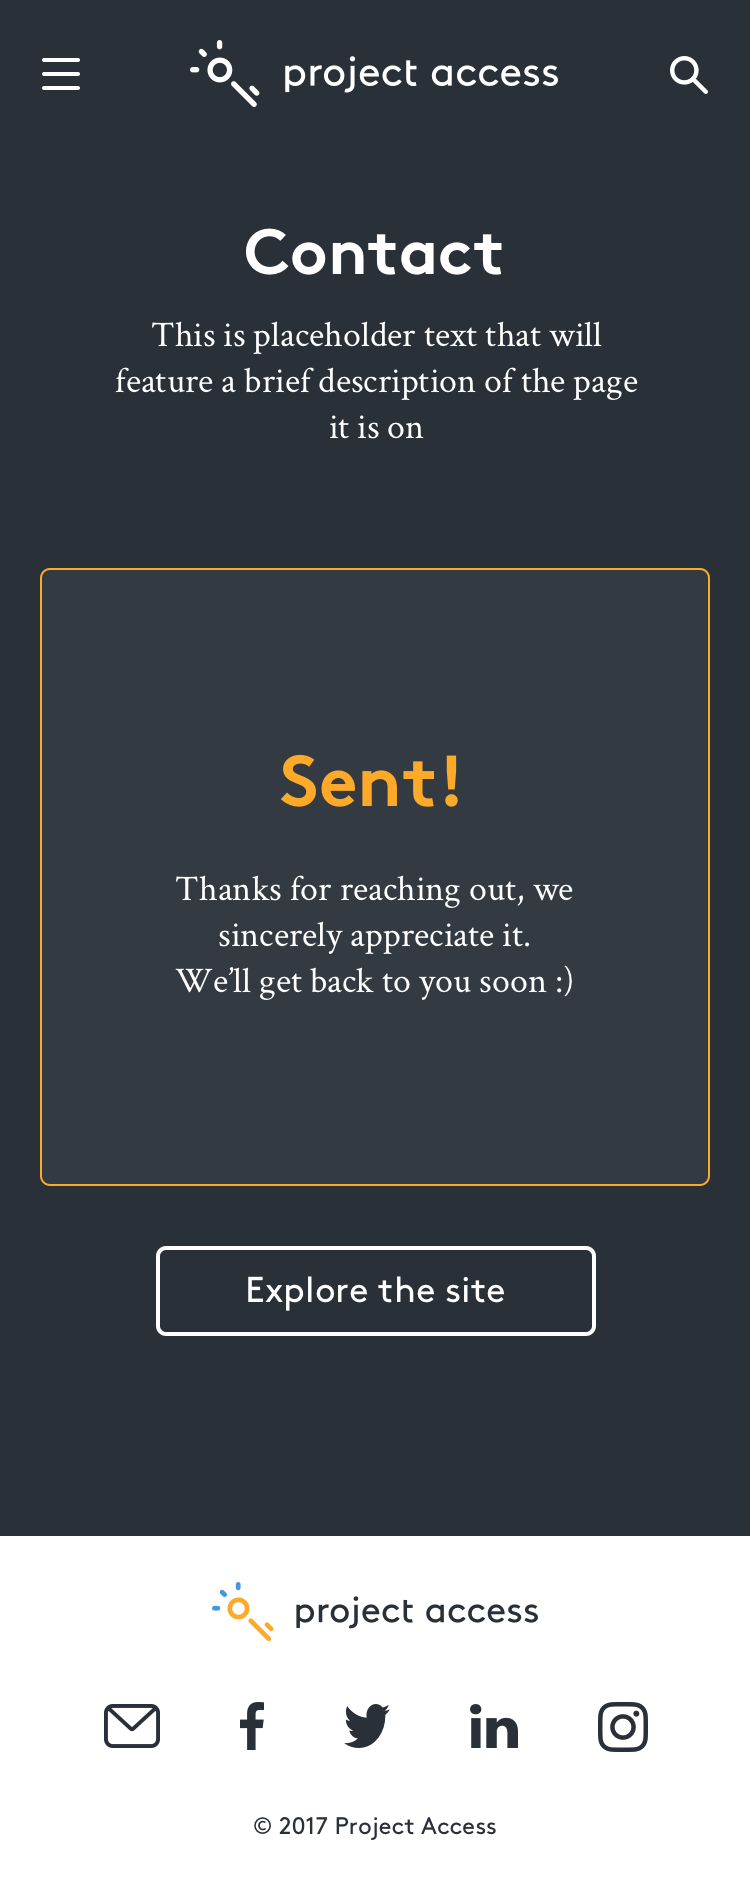 project access
Contact
This is placeholder text that will
feature a brief description of the page
it is on
Sent!
Thanks for reaching out, we
sincerely appreciate it.
We’ll get back to you soon :)
Explore the site
project access
© 2017 Project Access